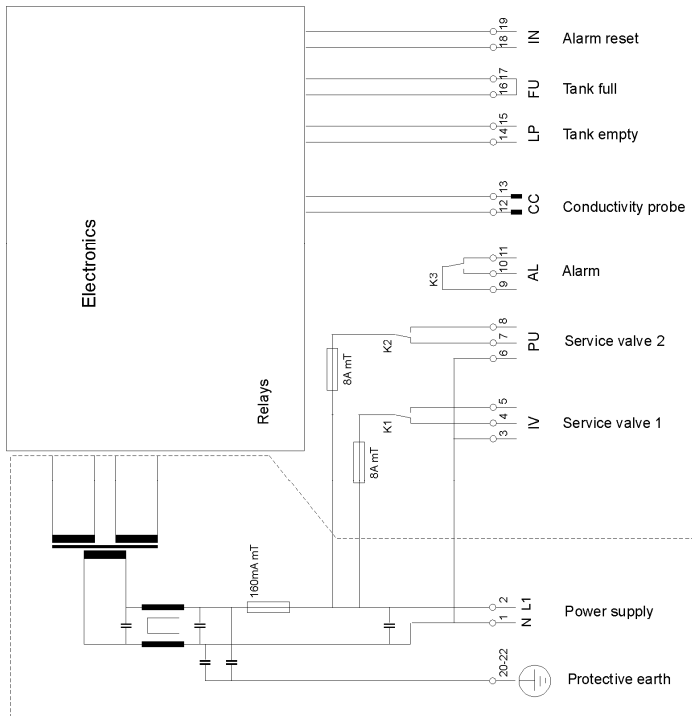 19
18
IN
Alarm reset
17
16
FU
Tank full
15
14
LP
Tank empty
13
12
CC
Conductivity probe
Electronics
11
10
9
K3
AL
Alarm
8
7
6
K2
PU
Service valve 2
8A mT
Relays
5
4
3
K1
IV
Service valve 1
8A mT
160mA mT
2
1
L1
N
Power supply
20-22
Protective earth